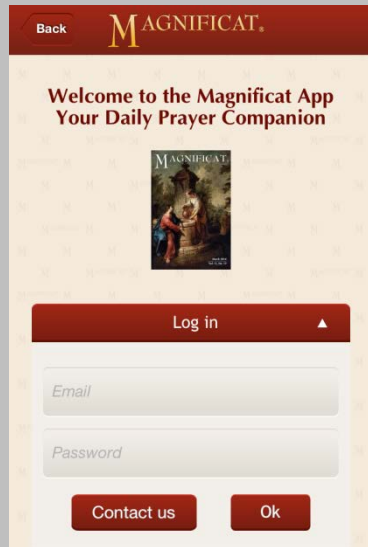 Back
MAGNIFICAT®
Welcome to the Magnificat App
Your Daily Prayer Companion
MAGNIFICAT
Log in
Email
Password
Contact us
Ok